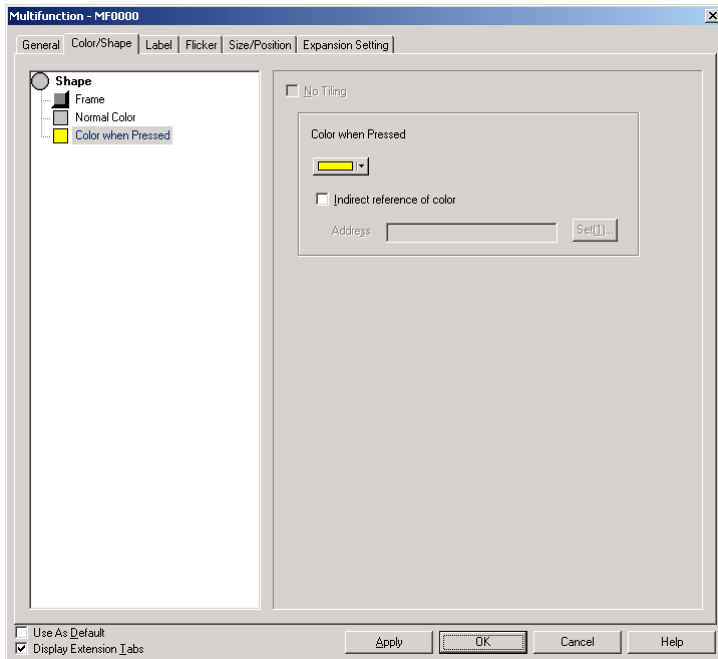 Multifunction - MF0000
General Color/Shape Label Flicker Size/Position Expansion Setting
Shape
Frame
Normal Color
Color when Pressed
No Tiling
Color when Pressed
Indirect reference of color
Address Set(1)...
Use As Default
Display Extension Tabs
Apply OK Cancel Help